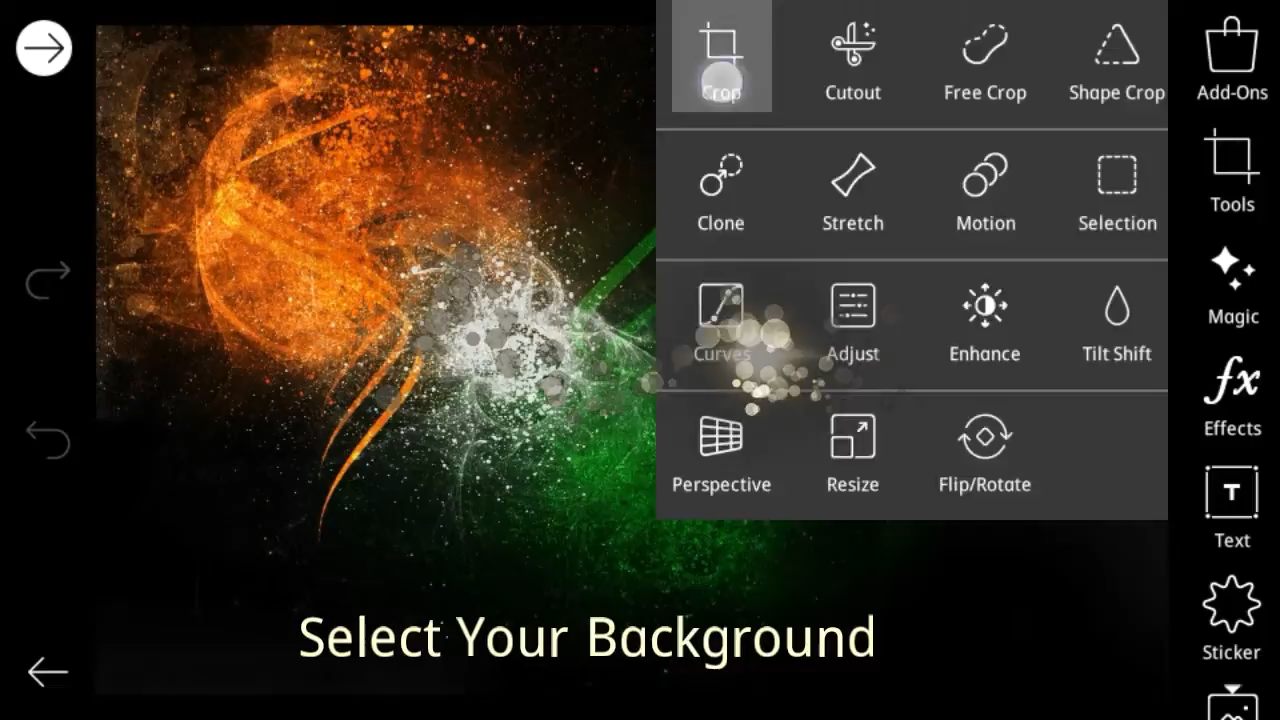 Crop Cutout Free Crop Shape Crop
Clone Stretch Motion Selection
Curves Adjust Enhance Tilt Shift
Perspective Resize Flip/Rotate
Add-Ons
Tools
Magic
fx
Effects
T
Text
Sticker
Select Your Background